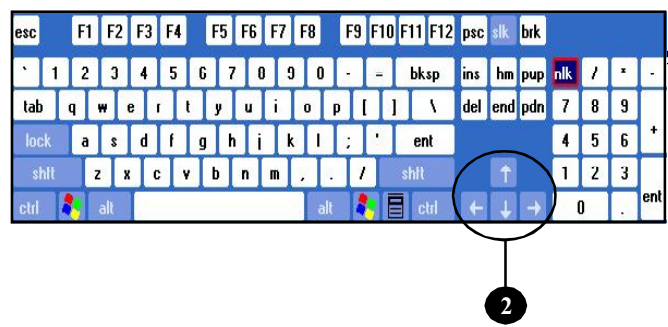 esc F1 F2 F3 F4 F5 F6 F7 F8 F9 F10 F11 F12 psc slk brk
` 1 2 3 4 5 6 7 8 9 0 - = bksp ins hm pup nlk / * -
tab q w e r t y u i o p [ ] \ del end pdn 7 8 9
lock a s d f g h j k l ; ' ent 4 5 6 +
shft z x c v b n m , . / shft ↑ 1 2 3
ctrl alt alt ctrl ← ↓ → 0 . ent
2